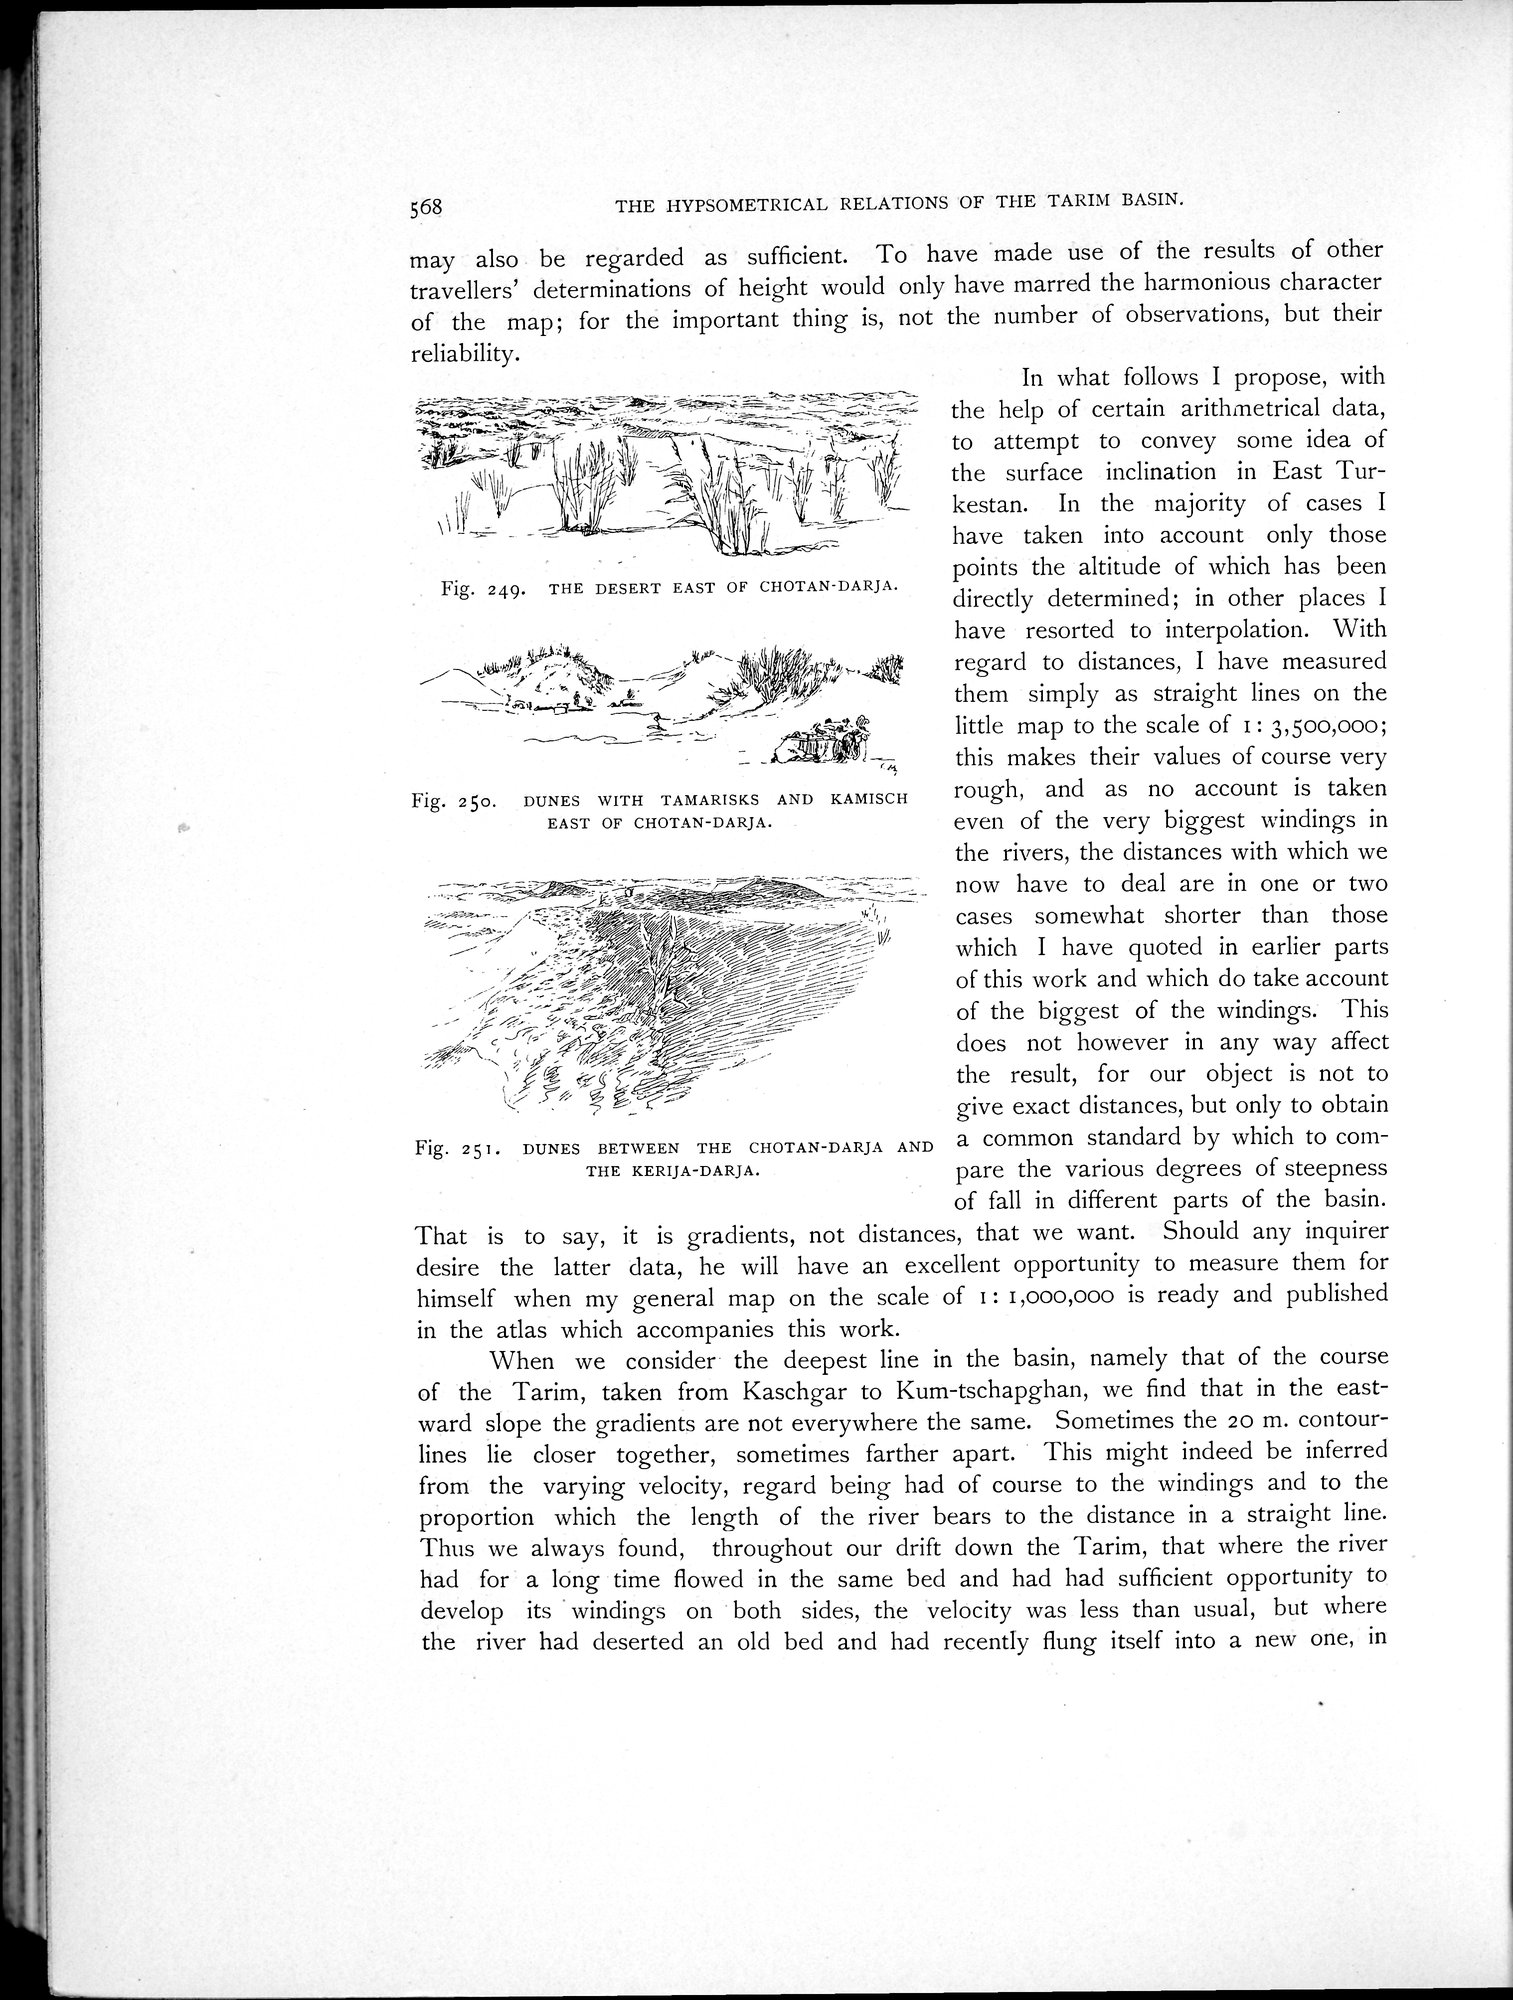 568
THE HYPSOMETRICAL RELATIONS OF THE TARIM BASIN.
may also be regarded as sufficient. To have made use of the results of other
travellers' determinations of height would only have marred the harmonious character
of the map; for the important thing is, not the number of observations, but their
reliability.
Fig. 249. THE DESERT EAST OF CHOTAN-DARJA.
Fig. 250. DUNES WITH TAMARISKS AND KAMISCH
EAST OF CHOTAN-DARJA.
Fig. 251. DUNES BETWEEN THE CHOTAN-DARJA AND
THE KERIJA-DARJA.
In what follows I propose, with
the help of certain arithmetrical data,
to attempt to convey some idea of
the surface inclination in East Tur-
kestan. In the majority of cases I
have taken into account only those
points the altitude of which has been
directly determined; in other places I
have resorted to interpolation. With
regard to distances, I have measured
them simply as straight lines on the
little map to the scale of 1: 3,500,000;
this makes their values of course very
rough, and as no account is taken
even of the very biggest windings in
the rivers, the distances with which we
now have to deal are in one or two
cases somewhat shorter than those
which I have quoted in earlier parts
of this work and which do take account
of the biggest of the windings. This
does not however in any way affect
the result, for our object is not to
give exact distances, but only to obtain
a common standard by which to com-
pare the various degrees of steepness
of fall in different parts of the basin.
That is to say, it is gradients, not distances, that we want. Should any inquirer
desire the latter data, he will have an excellent opportunity to measure them for
himself when my general map on the scale of 1: 1,000,000 is ready and published
in the atlas which accompanies this work.
When we consider the deepest line in the basin, namely that of the course
of the Tarim, taken from Kaschgar to Kum-tschapghan, we find that in the east-
ward slope the gradients are not everywhere the same. Sometimes the 20 m. contour-
lines lie closer together, sometimes farther apart. This might indeed be inferred
from the varying velocity, regard being had of course to the windings and to the
proportion which the length of the river bears to the distance in a straight line.
Thus we always found, throughout our drift down the Tarim, that where the river
had for a long time flowed in the same bed and had had sufficient opportunity to
develop its windings on both sides, the velocity was less than usual, but where
the river had deserted an old bed and had recently flung itself into a new one, in